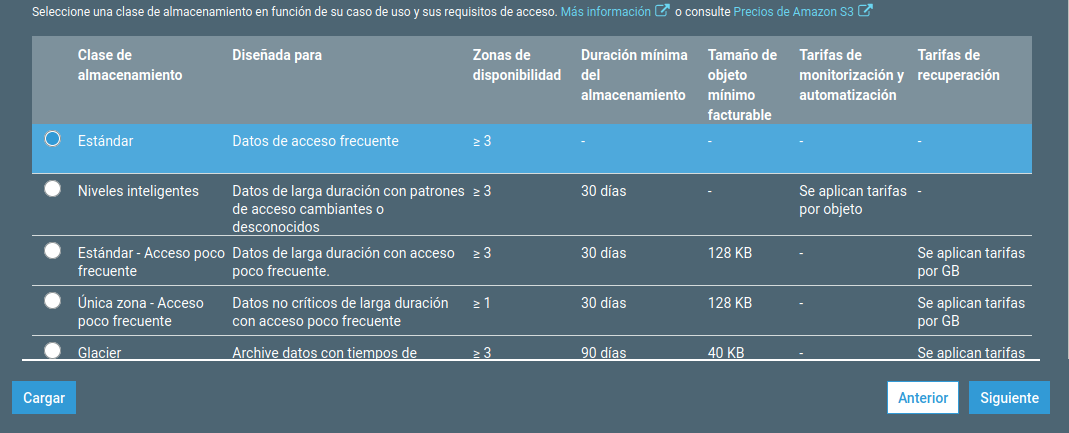 Seleccione una clase de almacenamiento en función de su caso de uso y sus requisitos de acceso. Más información o consulte Precios de Amazon S3
Clase de almacenamiento Diseñada para Zonas de disponibilidad Duración mínima del almacenamiento Tamaño de objeto mínimo facturable Tarifas de monitorización y automatización Tarifas de recuperación
Estándar Datos de acceso frecuente ≥ 3 - - - -
Niveles inteligentes Datos de larga duración con patrones de acceso cambiantes o desconocidos ≥ 3 30 días - Se aplican tarifas por objeto -
Estándar - Acceso poco frecuente Datos de larga duración con acceso poco frecuente. ≥ 3 30 días 128 KB - Se aplican tarifas por GB
Única zona - Acceso poco frecuente Datos no críticos de larga duración con acceso poco frecuente ≥ 1 30 días 128 KB - Se aplican tarifas por GB
Glacier Archive datos con tiempos de ≥ 3 90 días 40 KB - Se aplican tarifas
Cargar Anterior Siguiente